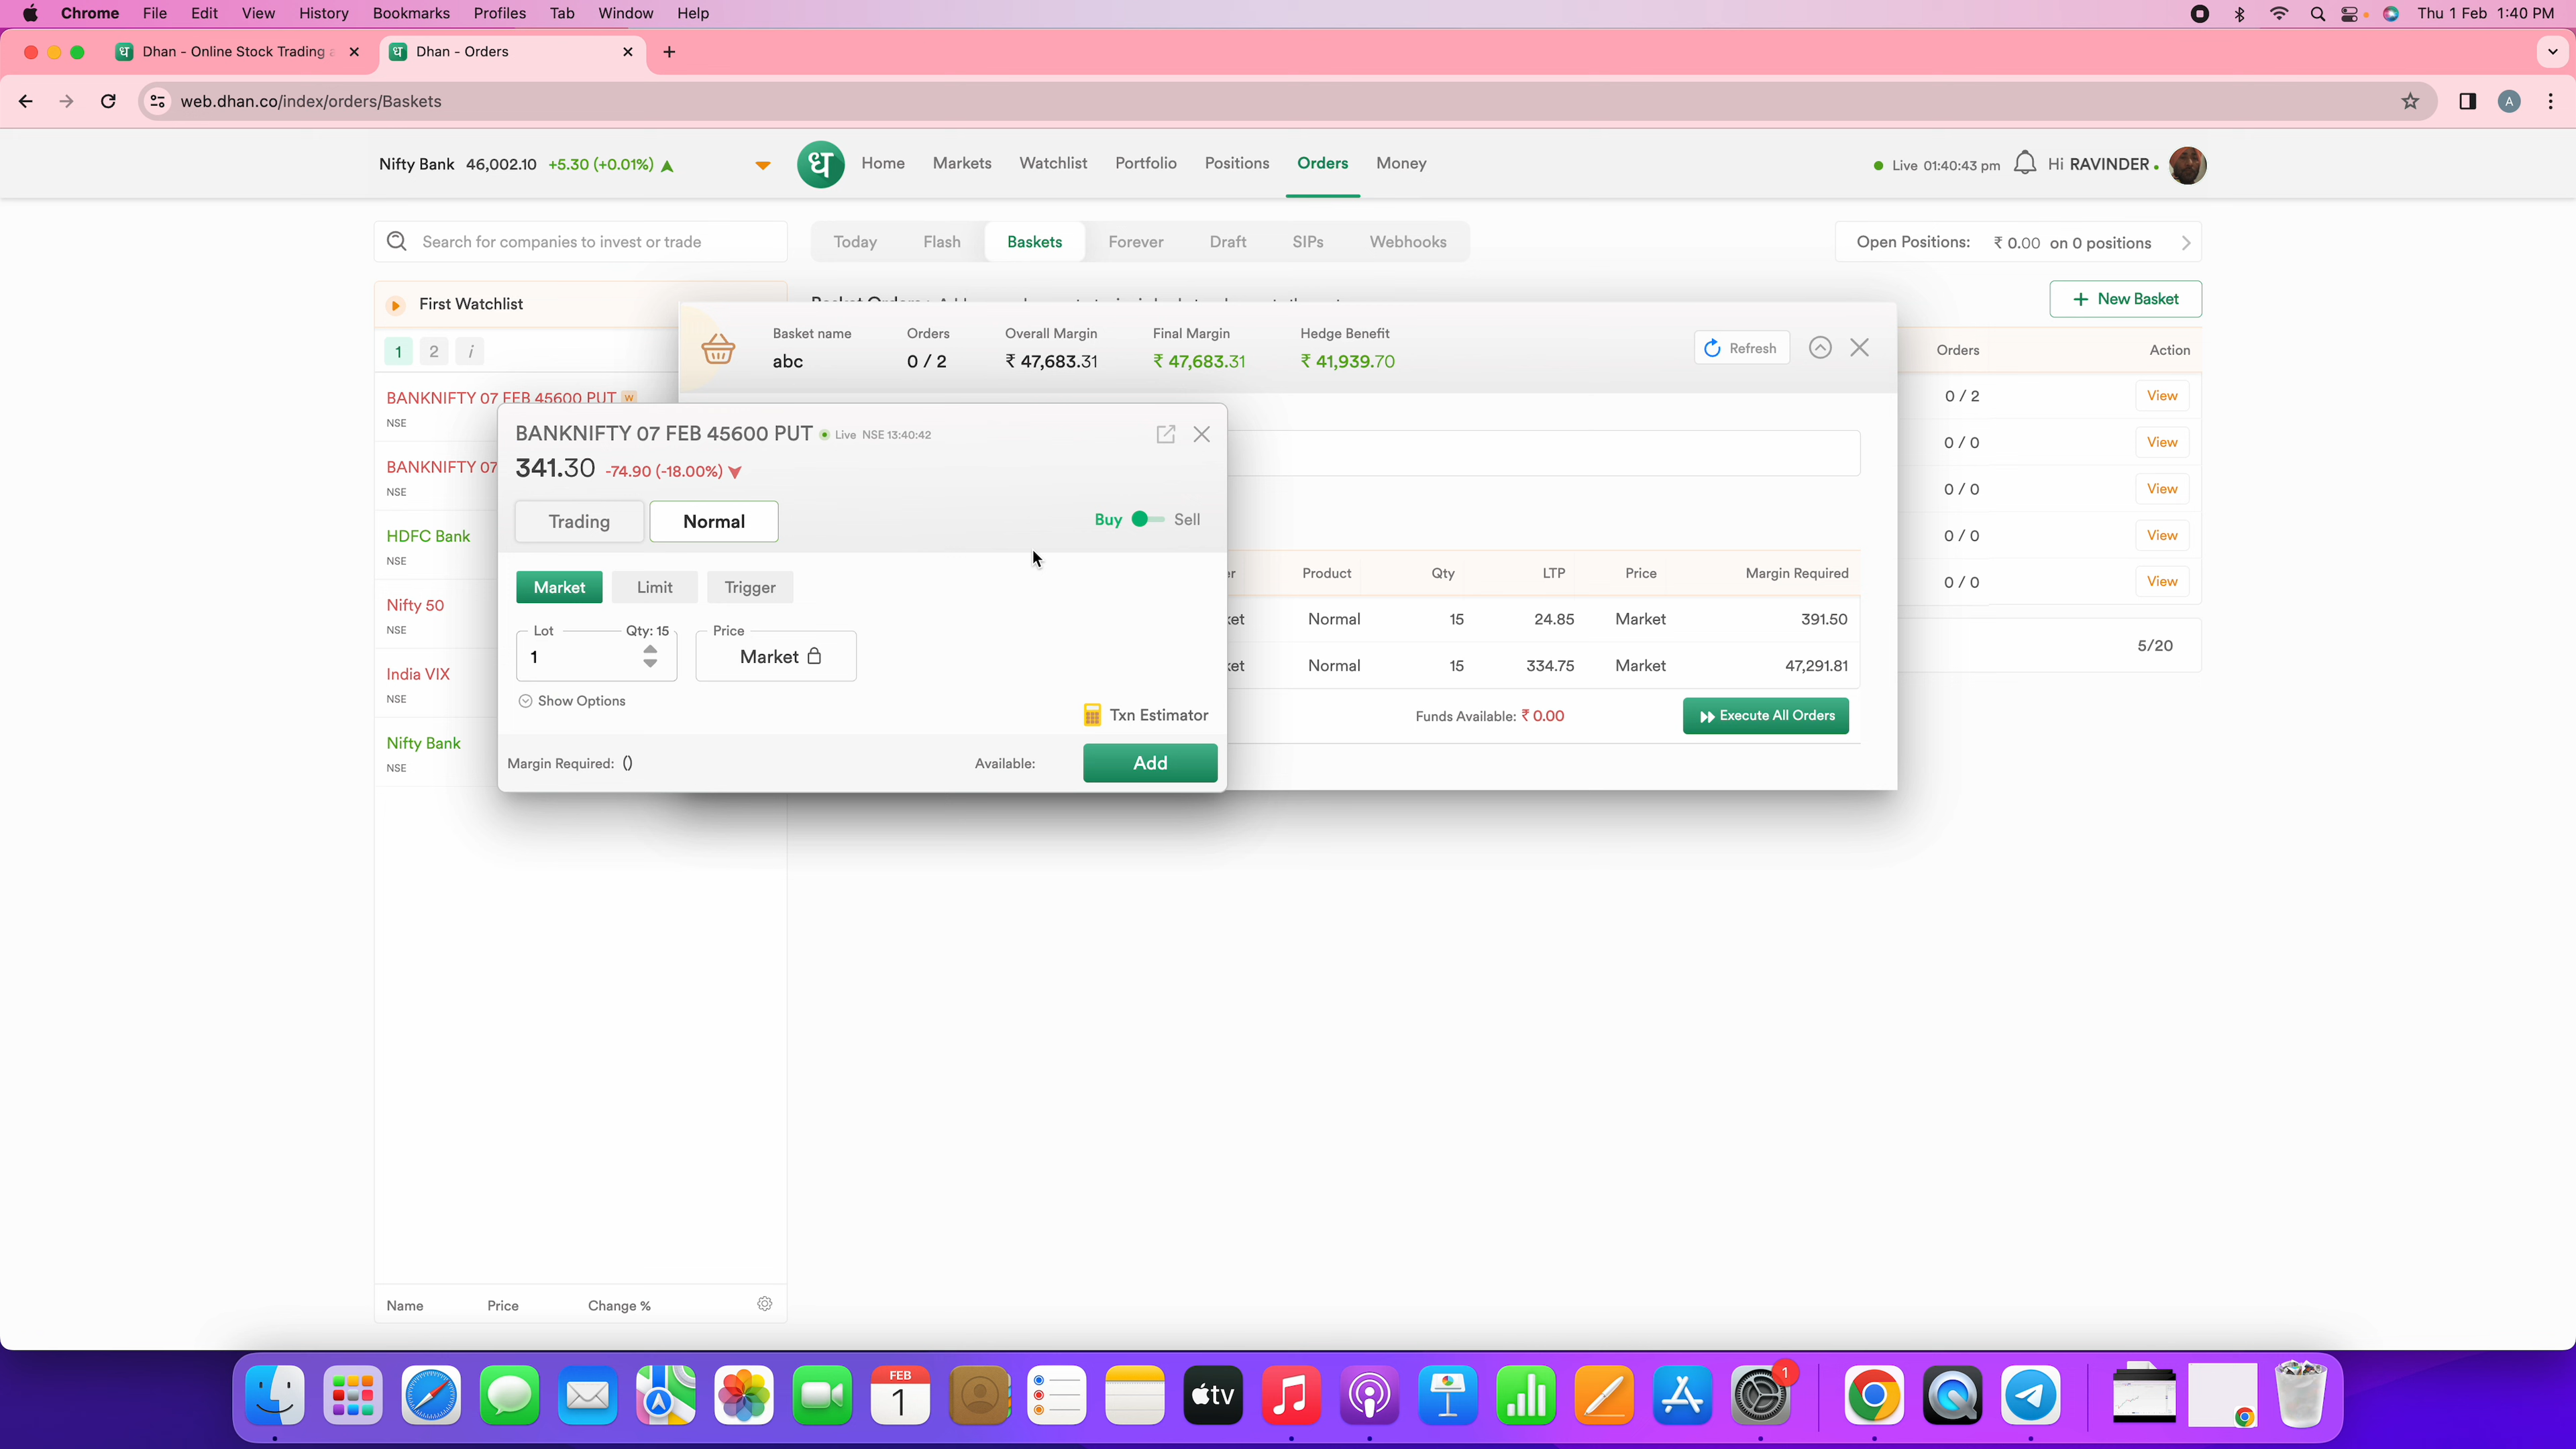 Chrome File Edit View History Bookmarks Profiles Tab Window Help
Thu 1 Feb 1:40 PM
Dhan - Online Stock Trading
Dhan - Orders
web.dhan.co/index/orders/Baskets
A
Nifty Bank 46,002.10 +5.30 (+0.01%)
ध
Home Markets Watchlist Portfolio Positions Orders Money
Live 01:40:43 pm
Hi RAVINDER
Search for companies to invest or trade
Today Flash Baskets Forever Draft SIPs Webhooks
Open Positions: ₹ 0.00 on 0 positions
First Watchlist
+ New Basket
1 2 i
Basket name Orders Overall Margin Final Margin Hedge Benefit
abc 0 / 2 ₹ 47,683.31 ₹ 47,683.31 ₹ 41,939.70
Refresh
Orders Action
0 / 2 View
0 / 0 View
0 / 0 View
0 / 0 View
0 / 0 View
5/20
BANKNIFTY 07 FEB 45600 PUT W
NSE
BANKNIFTY 07
NSE
HDFC Bank
NSE
Nifty 50
NSE
India VIX
NSE
Nifty Bank
NSE
BANKNIFTY 07 FEB 45600 PUT Live NSE 13:40:42
341.30 -74.90 (-18.00%)
Trading Normal
Buy Sell
Market Limit Trigger
Lot Qty: 15 Price
1 Market
Show Options
Txn Estimator
Margin Required: () Available: Add
er Product Qty LTP Price Margin Required
ket Normal 15 24.85 Market 391.50
ket Normal 15 334.75 Market 47,291.81
Funds Available: ₹ 0.00
Execute All Orders
Name Price Change %
FEB
1
tv
1